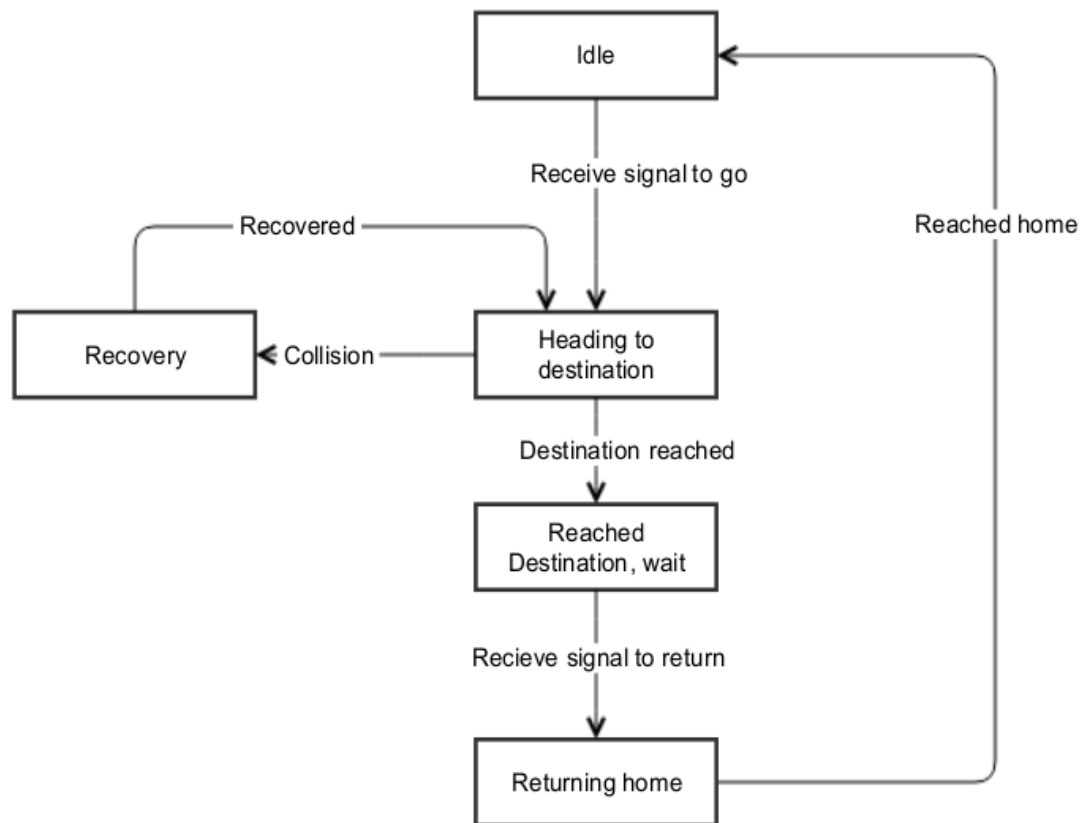 Idle
Receive signal to go
Recovered
Reached home
Recovery
Collision
Heading to
destination
Destination reached
Reached
Destination, wait
Recieve signal to return
Returning home